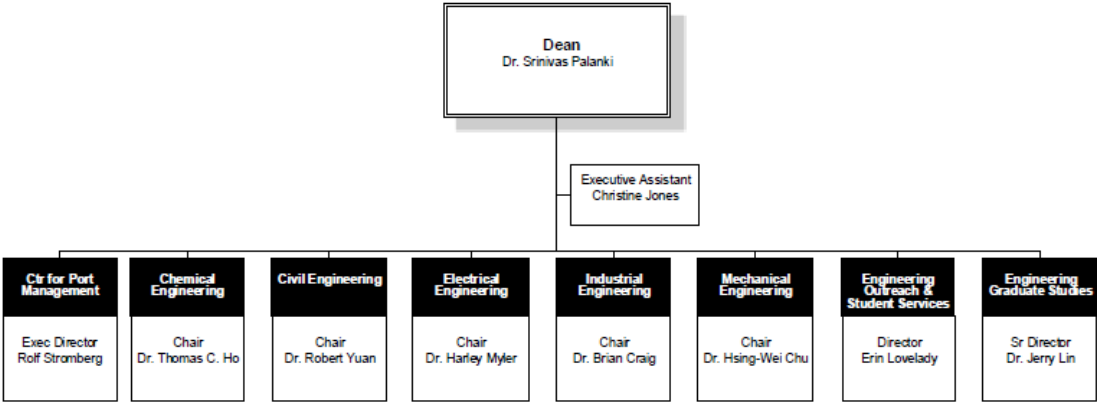 Dean
Dr. Srinivas Palanki
Executive Assistant
Christine Jones
Ctr for Port
Management
Exec Director
Rolf Stromberg
Chemical
Engineering
Chair
Dr. Thomas C. Ho
Civil Engineering
Chair
Dr. Robert Yuan
Electrical
Engineering
Chair
Dr. Harley Myler
Industrial
Engineering
Chair
Dr. Brian Craig
Mechanical
Engineering
Chair
Dr. Hsing-Wei Chu
Engineering
Outreach &
Student Services
Director
Erin Lovelady
Engineering
Graduate Studies
Sr Director
Dr. Jerry Lin